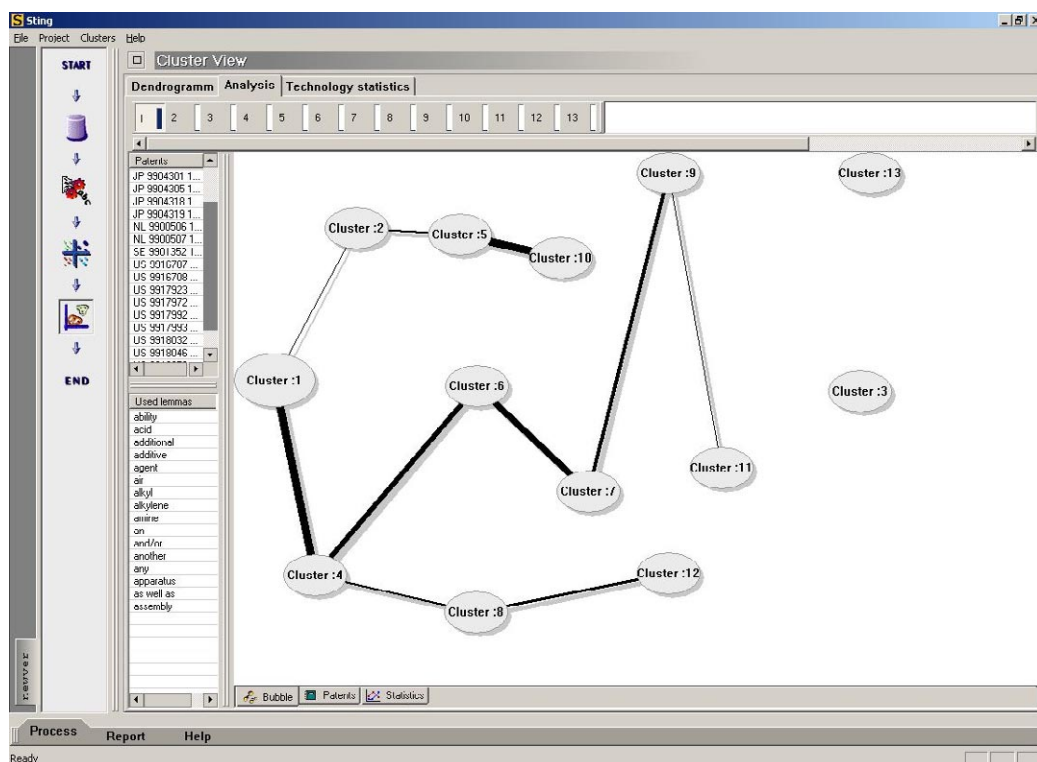 Sting
File Project Clusters Help
START
Cluster View
Dendrogramm Analysis Technology statistics
1 2 3 4 5 6 7 8 9 10 11 12 13
Patents
JP 9904301 1...
JP 9904305 1...
JP 9904318 1
JP 9904319 1...
NL 9900506 1...
NL 9900507 1...
SE 9901352 1...
US 9916707 ...
US 9916708 ...
US 9917923 ...
US 9917972 ...
US 9917992 ...
US 9917993 ...
US 9918032 ...
US 9918046 ...
END
Used lemmas
ability
acid
additional
additive
agent
air
alkyl
alkylene
amine
an
and/or
another
any
apparatus
as well as
assembly
Cluster :9
Cluster :13
Cluster :2
Cluster :5
Cluster :10
Cluster :1
Cluster :6
Cluster :3
Cluster :11
Cluster :7
Cluster :4
Cluster :12
Cluster :8
Bubble Patents Statistics
Process Report Help
Ready